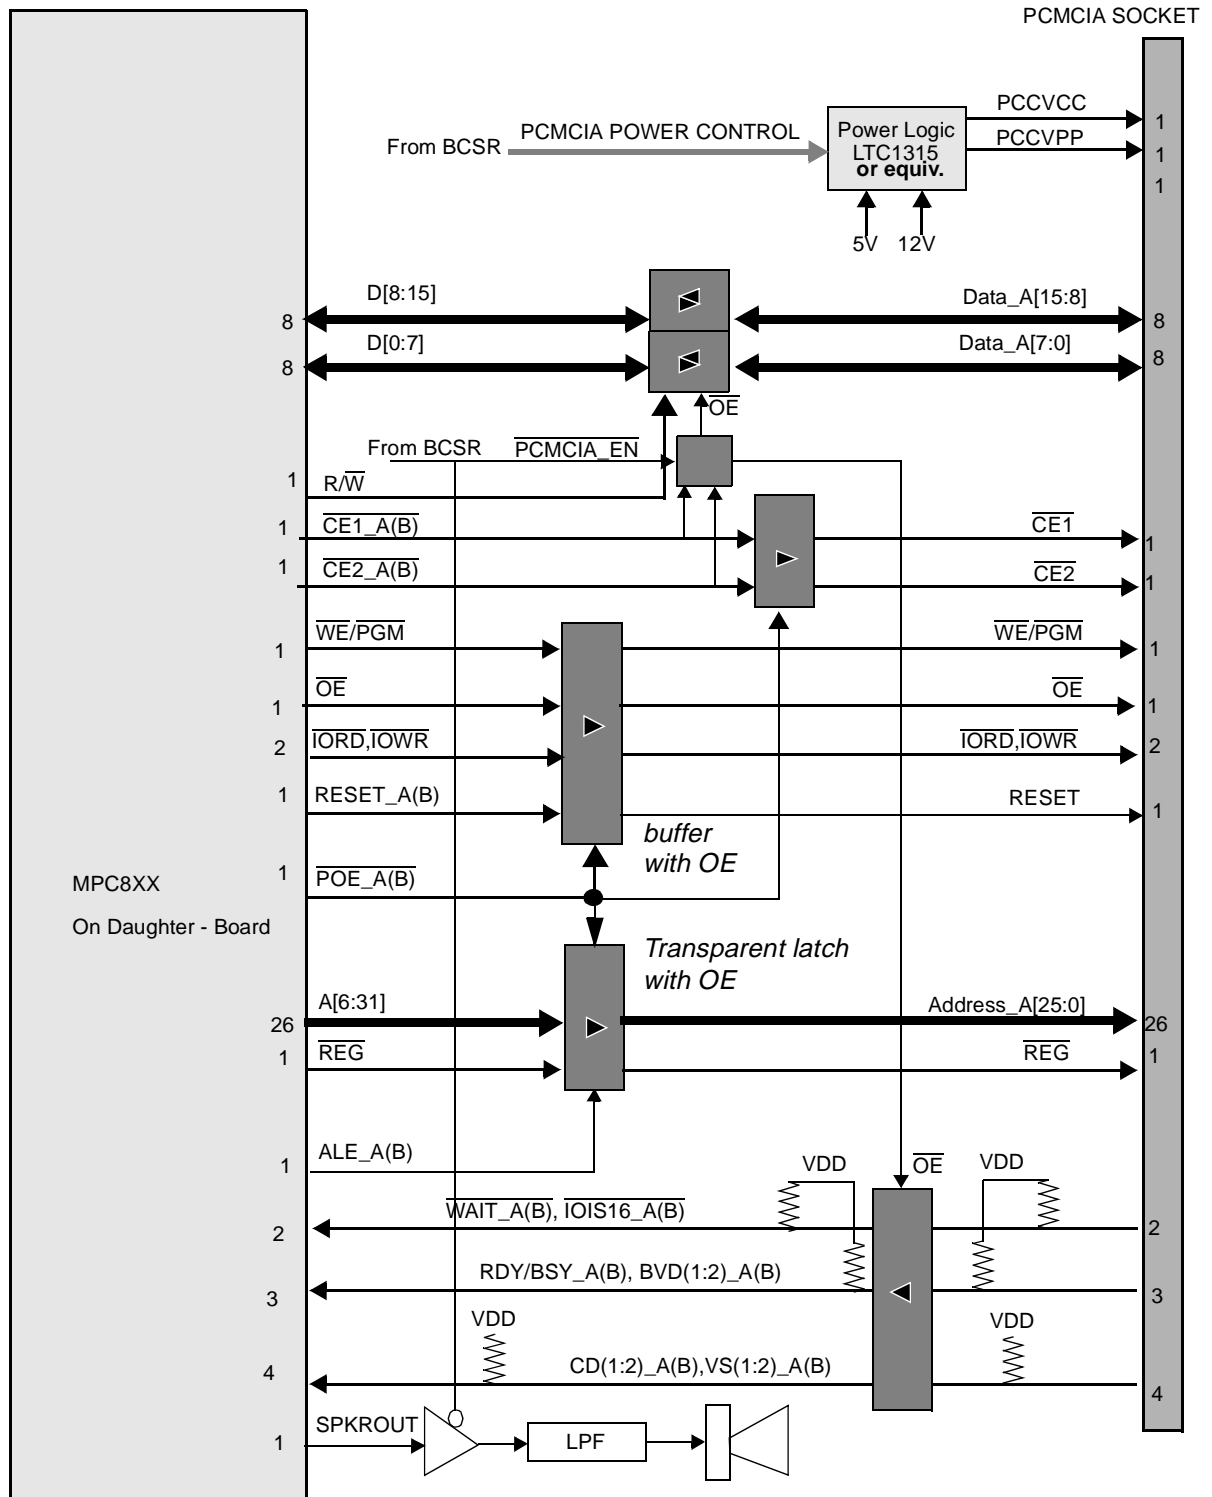 PCMCIA SOCKET
PCCVCC
1
From BCSR
PCMCIA POWER CONTROL
Power Logic
LTC1315
or equiv.
PCCVPP
1
1
5V
12V
D[8:15]
Data_A[15:8]
8
8
D[0:7]
Data_A[7:0]
8
8
OE
From BCSR
PCMCIA_EN
1
R/W
1
CE1_A(B)
CE1
1
1
CE2_A(B)
CE2
1
WE/PGM
WE/PGM
1
1
OE
OE
1
1
IORD,IOWR
IORD,IOWR
2
2
1
RESET_A(B)
RESET
1
buffer
with OE
1
POE_A(B)
MPC8XX
On Daughter - Board
Transparent latch
with OE
A[6:31]
Address_A[25:0]
26
26
1
REG
REG
1
1
ALE_A(B)
VDD
OE
VDD
WAIT_A(B), IOIS16_A(B)
2
2
RDY/BSY_A(B), BVD(1:2)_A(B)
3
3
VDD
VDD
4
CD(1:2)_A(B),VS(1:2)_A(B)
4
SPKROUT
1
LPF